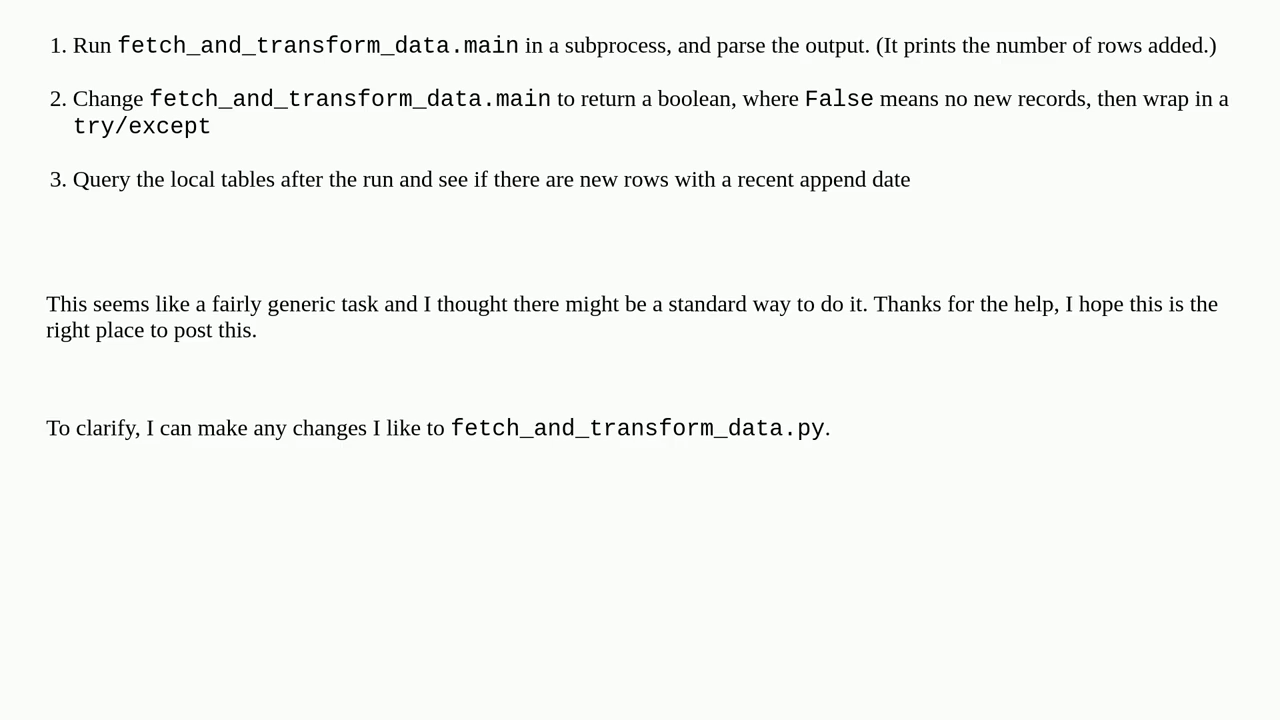 1. Run fetch_and_transform_data.main in a subprocess, and parse the output. (It prints the number of rows added.)
2. Change fetch_and_transform_data.main to return a boolean, where False means no new records, then wrap in a
try/except
3. Query the local tables after the run and see if there are new rows with a recent append date
This seems like a fairly generic task and I thought there might be a standard way to do it. Thanks for the help, I hope this is the
right place to post this.
To clarify, I can make any changes I like to fetch_and_transform_data.py.